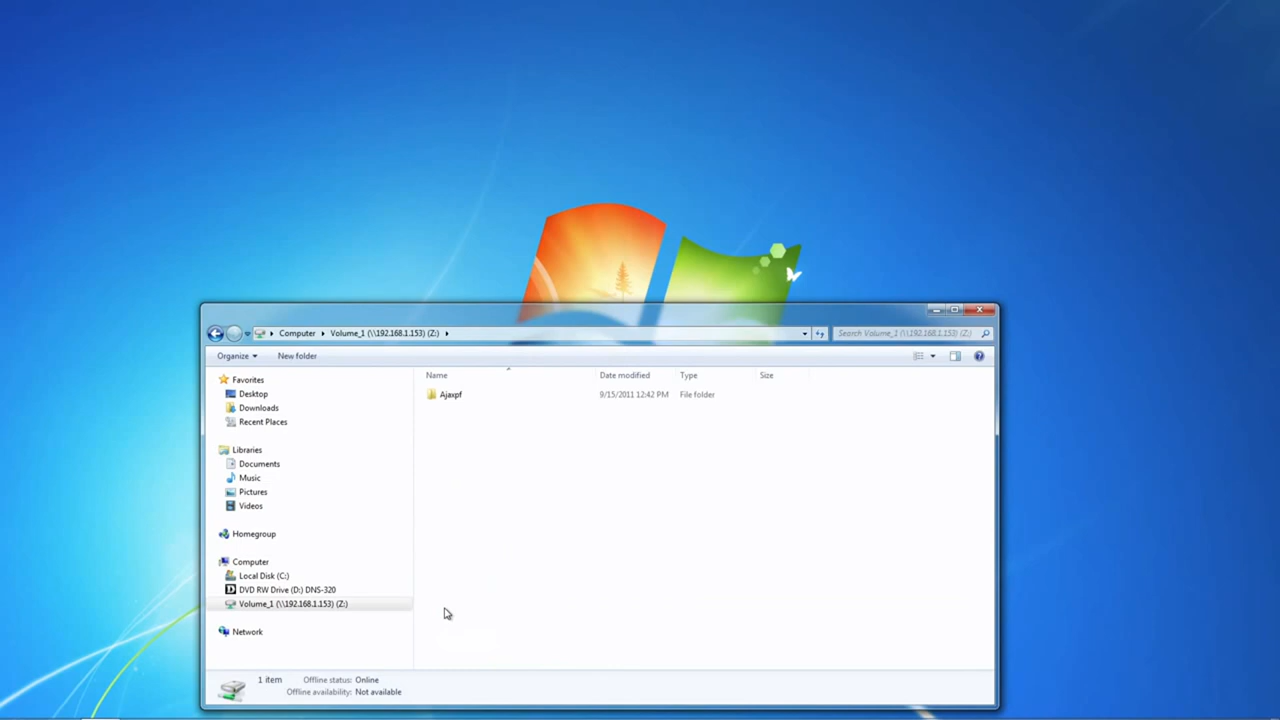 Computer Volume_1 (\\192.168.1.153) (Z:)
Search Volume_1 (\\192.168.1.153) (Z:)
Organize New folder
Name Date modified Type Size
Ajaxpf 9/15/2011 12:42 PM File folder
Favorites
Desktop
Downloads
Recent Places
Libraries
Documents
Music
Pictures
Videos
Homegroup
Computer
Local Disk (C:)
DVD RW Drive (D:) DNS-320
Volume_1 (\\192.168.1.153) (Z:)
Network
1 item Offline status: Online
Offline availability: Not available